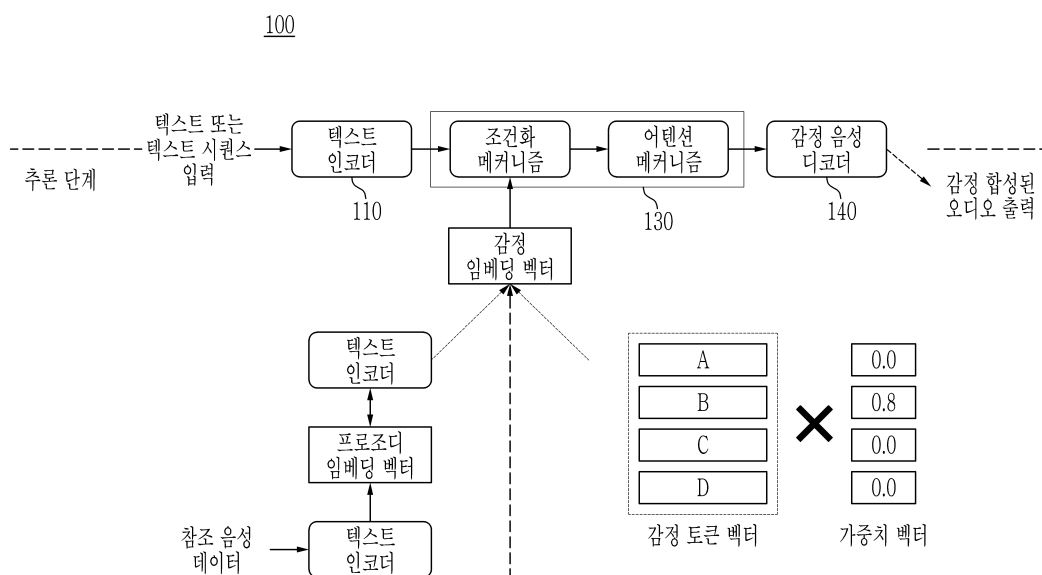 100
텍스트 또는
텍스트 시퀀스
입력
추론 단계
텍스트
인코더
110
조건화
메커니즘
어텐션
메커니즘
130
감정 음성
디코더
140
감정 합성된
오디오 출력
감정
임베딩 벡터
텍스트
인코더
프로조디
임베딩 벡터
참조 음성
데이터
텍스트
인코더
A
B
C
D
감정 토큰 벡터
0.0
0.8
0.0
0.0
가중치 벡터